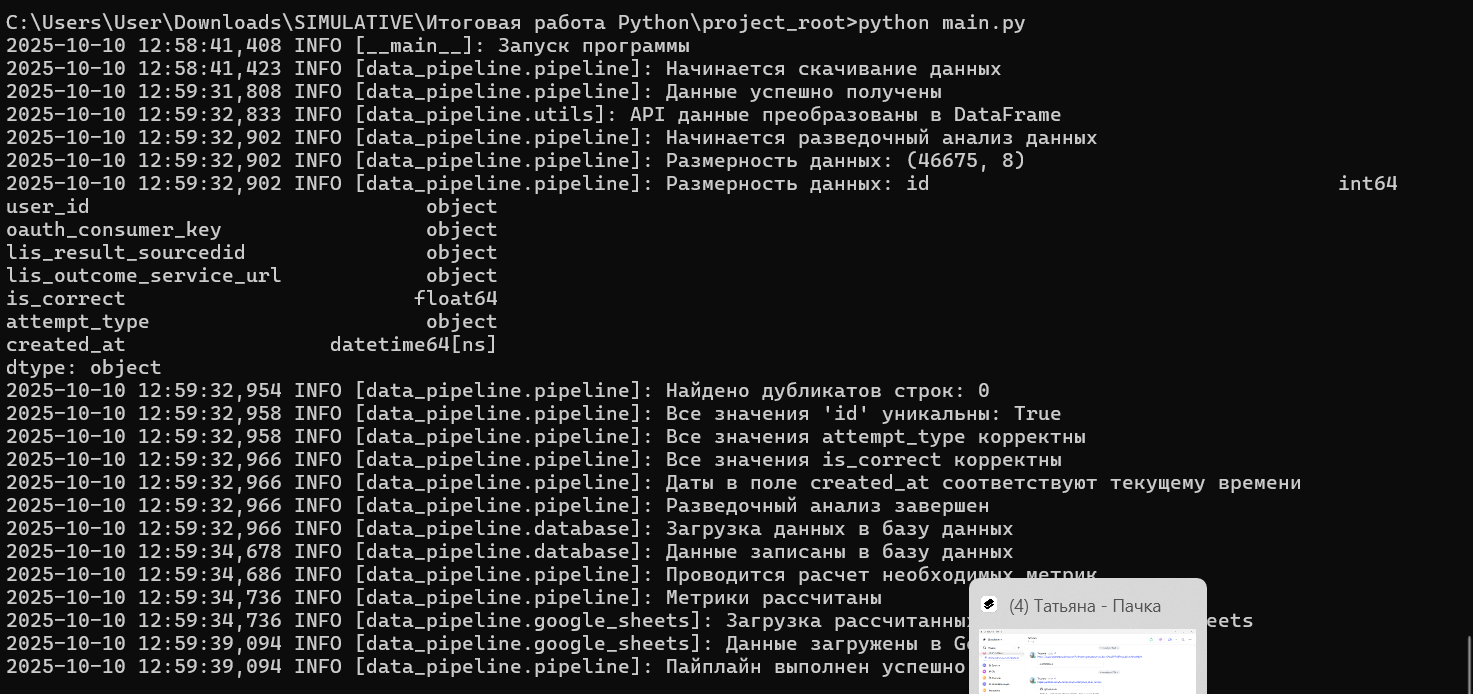 C:\Users\User\Downloads\SIMULATIVE\Итоговая работа Python\project_root>python main.py
2025-10-10 12:58:41,408 INFO [__main__]: Запуск программы
2025-10-10 12:58:41,423 INFO [data_pipeline.pipeline]: Начинается скачивание данных
2025-10-10 12:59:31,808 INFO [data_pipeline.pipeline]: Данные успешно получены
2025-10-10 12:59:32,833 INFO [data_pipeline.utils]: API данные преобразованы в DataFrame
2025-10-10 12:59:32,902 INFO [data_pipeline.pipeline]: Начинается разведочный анализ данных
2025-10-10 12:59:32,902 INFO [data_pipeline.pipeline]: Размерность данных: (46675, 8)
2025-10-10 12:59:32,902 INFO [data_pipeline.pipeline]: Размерность данных: id int64
user_id object
oauth_consumer_key object
lis_result_sourcedid object
lis_outcome_service_url object
is_correct float64
attempt_type object
created_at datetime64[ns]
dtype: object
2025-10-10 12:59:32,954 INFO [data_pipeline.pipeline]: Найдено дубликатов строк: 0
2025-10-10 12:59:32,958 INFO [data_pipeline.pipeline]: Все значения 'id' уникальны: True
2025-10-10 12:59:32,958 INFO [data_pipeline.pipeline]: Все значения attempt_type корректны
2025-10-10 12:59:32,966 INFO [data_pipeline.pipeline]: Все значения is_correct корректны
2025-10-10 12:59:32,966 INFO [data_pipeline.pipeline]: Даты в поле created_at соответствуют текущему времени
2025-10-10 12:59:32,966 INFO [data_pipeline.pipeline]: Разведочный анализ завершен
2025-10-10 12:59:32,966 INFO [data_pipeline.database]: Загрузка данных в базу данных
2025-10-10 12:59:34,678 INFO [data_pipeline.database]: Данные записаны в базу данных
2025-10-10 12:59:34,686 INFO [data_pipeline.pipeline]: Проводится расчет необходимых метрик
2025-10-10 12:59:34,736 INFO [data_pipeline.pipeline]: Метрики рассчитаны
(4) Татьяна - Пачка
2025-10-10 12:59:34,736 INFO [data_pipeline.google_sheets]: Загрузка рассчитанны eets
2025-10-10 12:59:39,094 INFO [data_pipeline.google_sheets]: Данные загружены в G
2025-10-10 12:59:39,094 INFO [data_pipeline.pipeline]: Пайплайн выполнен успешно